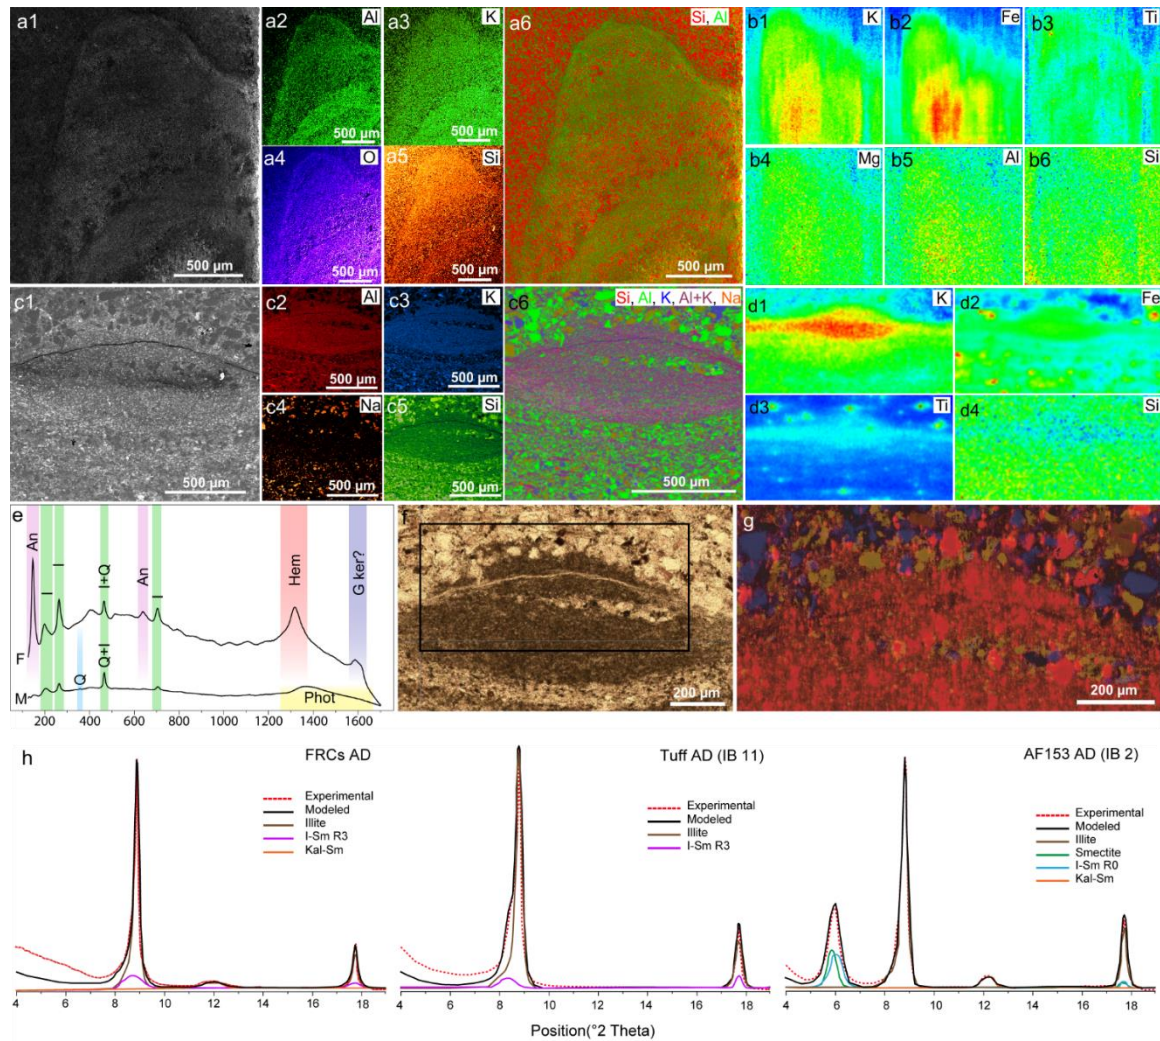 a1
500 µm
a2
Al
500 µm
a3
K
500 µm
a4
O
500 µm
a5
Si
500 µm
a6
Si, Al
500 µm
b1
K
b2
Fe
b3
Ti
b4
Mg
b5
Al
b6
Si
c1
500 µm
c2
Al
500 µm
c3
K
500 µm
c4
Na
500 µm
c5
Si
500 µm
c6
Si, Al, K, Al+K, Na
500 µm
d1
K
d2
Fe
d3
Ti
d4
Si
e
An
I
I
Q
I+Q
Q+I
An
I
Hem
G ker?
F
M
Phot
200 400 600 800 1000 1200 1400 1600
f
200 µm
g
200 µm
h
FRCs AD
Experimental
Modeled
Illite
I-Sm R3
Kal-Sm
4 6 8 10 12 14 16 18
Tuff AD (IB 11)
Experimental
Modeled
Illite
I-Sm R3
4 6 8 10 12 14 16 18
AF153 AD (IB 2)
Experimental
Modeled
Illite
Smectite
I-Sm R0
Kal-Sm
4 6 8 10 12 14 16 18
Position(°2 Theta)